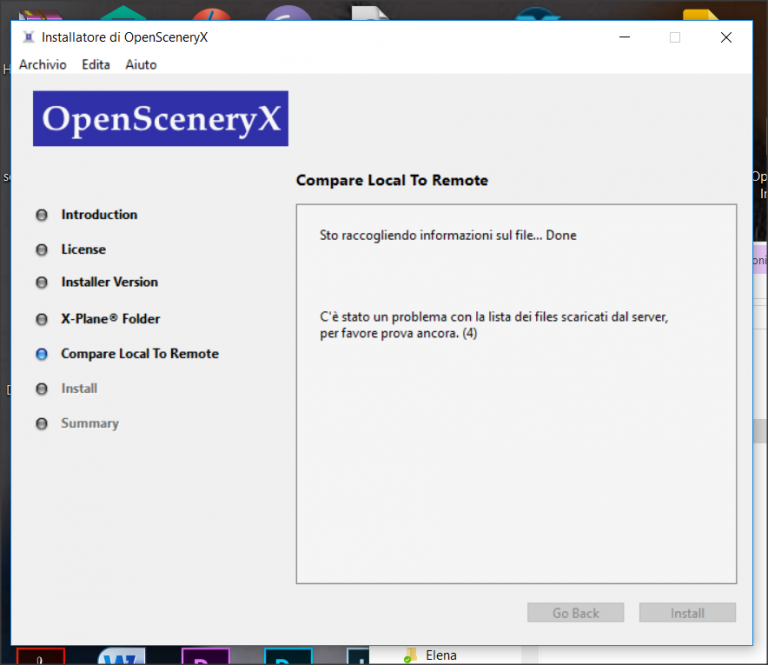 Installatore di OpenSceneryX
Archivio Edita Aiuto
OpenSceneryX
Compare Local To Remote
Introduction
License
Installer Version
X-Plane® Folder
Compare Local To Remote
Install
Summary
Sto raccogliendo informazioni sul file... Done
C'è stato un problema con la lista dei files scaricati dal server,
per favore prova ancora. (4)
Go Back
Install
Elena